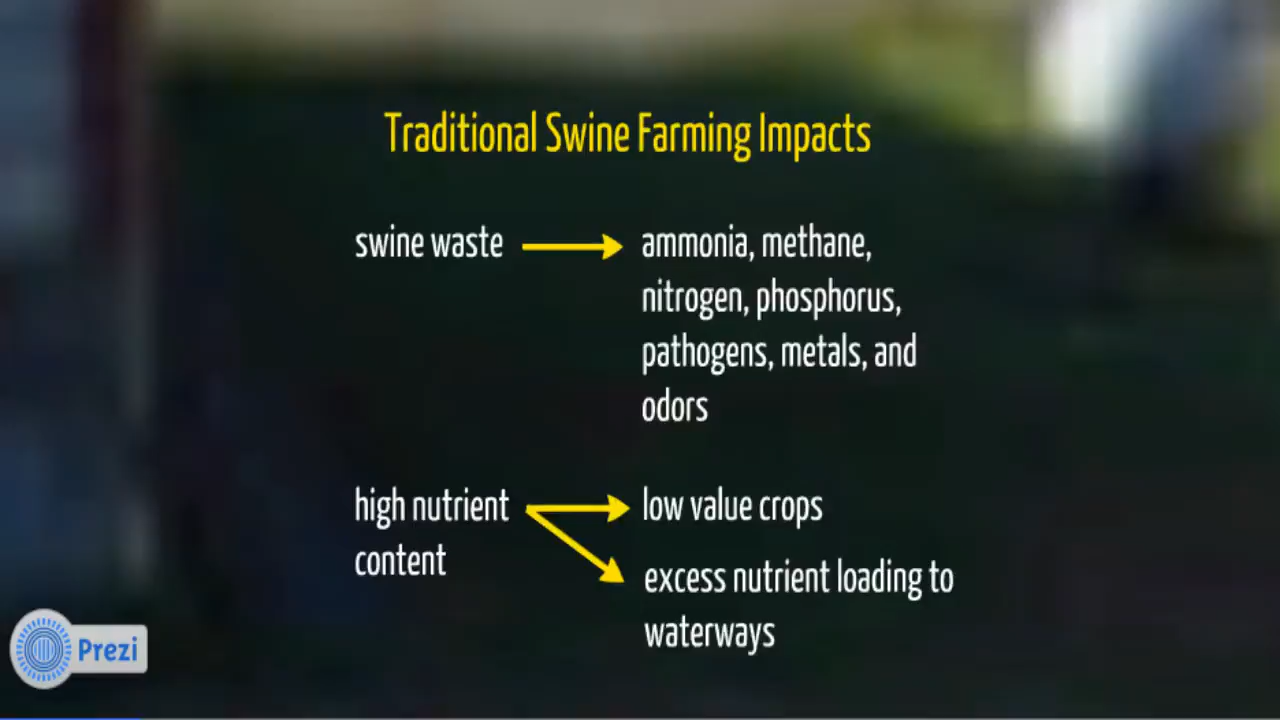 Traditional Swine Farming Impacts
swine waste
ammonia, methane,
nitrogen, phosphorus,
pathogens, metals, and
odors
high nutrient
content
low value crops
excess nutrient loading to
waterways
Prezi